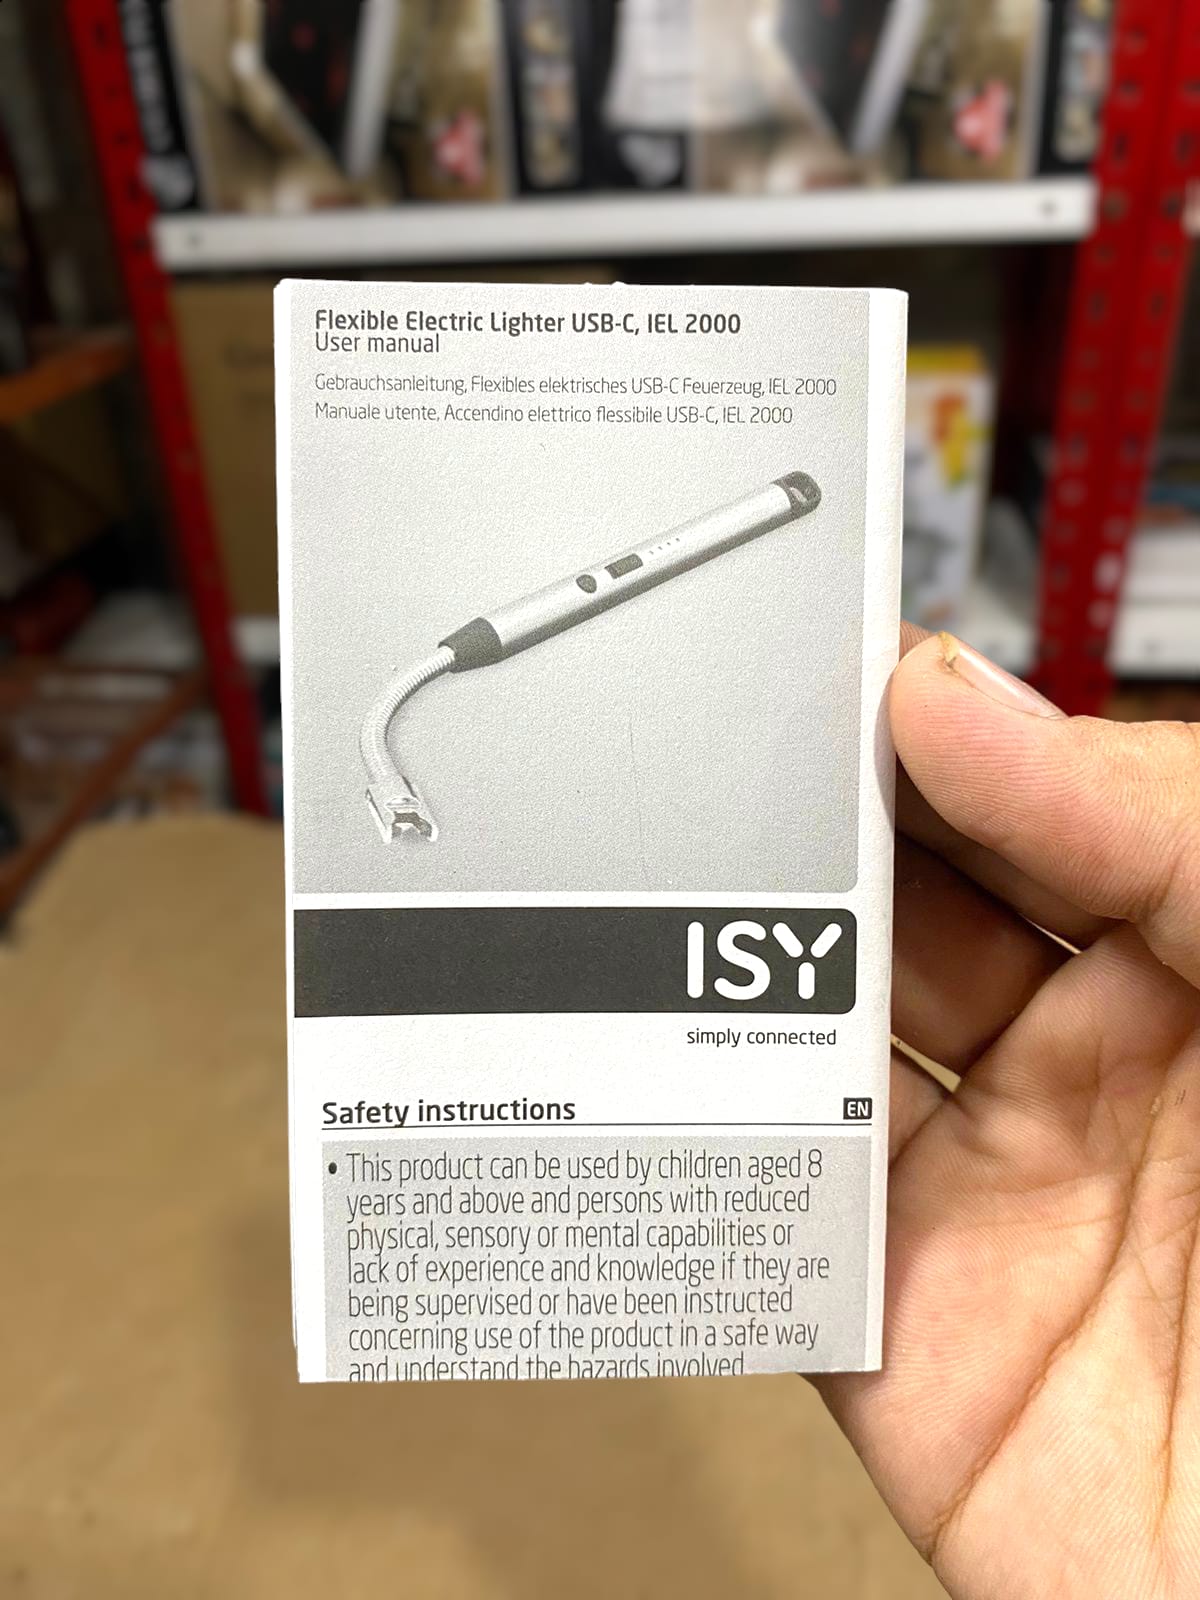 Flexible Electric Lighter USB-C, IEL 2000
User manual
Gebrauchsanleitung, Flexibles elektrisches USB-C Feuerzeug, IEL 2000
Manuale utente, Accendino elettrico flessibile USB-C, IEL 2000
ISY
simply connected
Safety instructions EN
• This product can be used by children aged 8
years and above and persons with reduced
physical, sensory or mental capabilities or
lack of experience and knowledge if they are
being supervised or have been instructed
concerning use of the product in a safe way
and understand the hazards involved